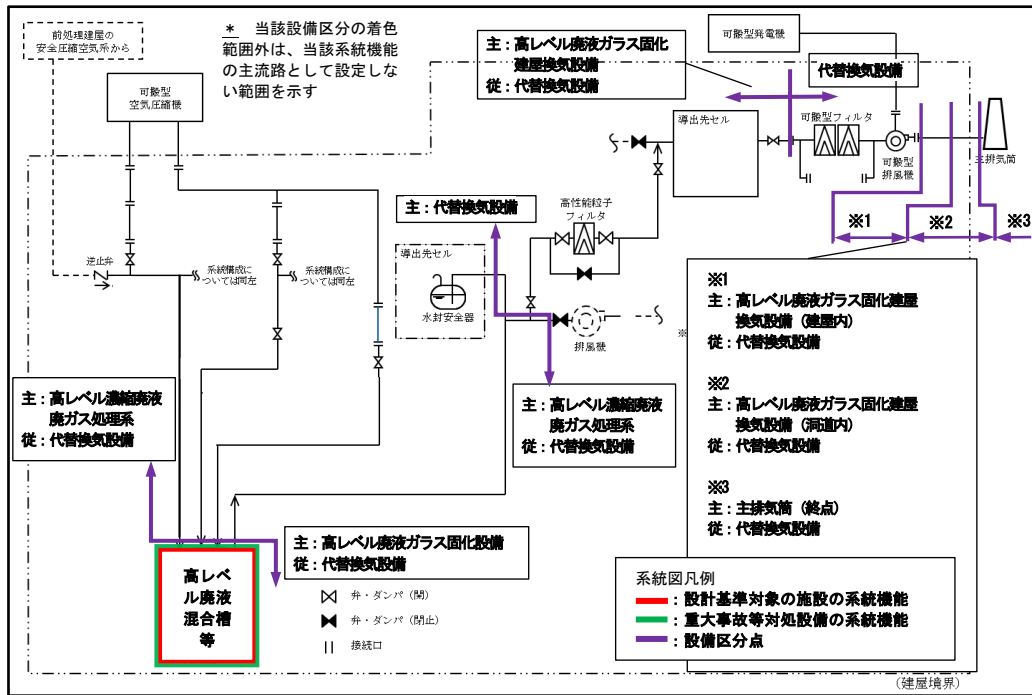 前処理建屋の
安全圧縮空気系から
* 当該設備区分の着色
範囲外は、当該系統機能
の主流路として設定しな
い範囲を示す
主：高レベル廃液ガラス固化
建屋換気設備
従：代替換気設備
可搬型発電機
代替換気設備
可搬型
空気圧縮機
導出先セル
可搬型フィルタ
可搬型
排風機
主排気筒
※1
※2
※3
主：代替換気設備
高性能粒子
フィルタ
導出先セル
水封安全器
排風機
逆止弁
系統構成に
ついては同左
系統構成に
ついては同左
※
※1
主：高レベル廃液ガラス固化建屋
換気設備（建屋内）
従：代替換気設備
※2
主：高レベル廃液ガラス固化建屋
換気設備（洞道内）
従：代替換気設備
※3
主：主排気筒（終点）
従：代替換気設備
主：高レベル濃縮廃液
廃ガス処理系
従：代替換気設備
主：高レベル濃縮廃液
廃ガス処理系
従：代替換気設備
主：高レベル廃液ガラス固化設備
従：代替換気設備
高レベ
ル廃液
混合槽
等
弁・ダンパ（開）
弁・ダンパ（閉止）
接続口
系統図凡例
：設計基準対象の施設の系統機能
：重大事故等対処設備の系統機能
：設備区分点
（建屋境界）